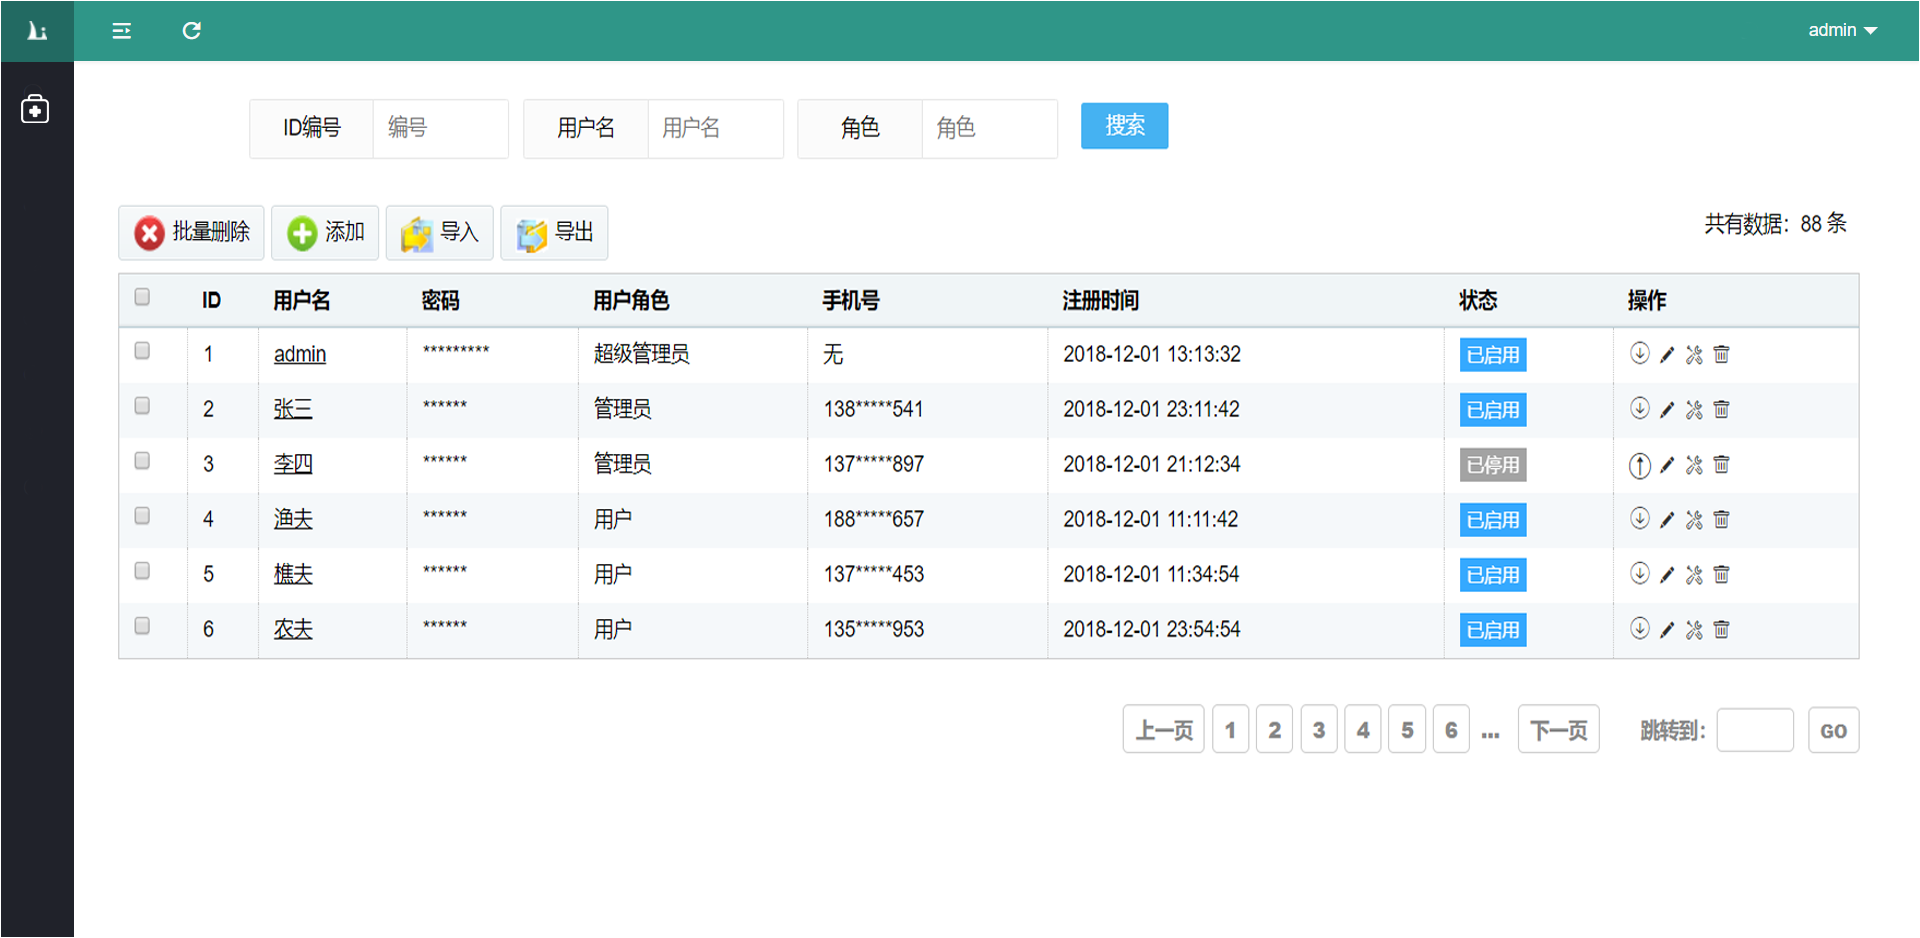 admin
ID编号 编号 用户名 用户名 角色 角色 搜索
批量删除 添加 导入 导出 共有数据：88 条
ID 用户名 密码 用户角色 手机号 注册时间 状态 操作
1 admin ********* 超级管理员 无 2018-12-01 13:13:32 已启用
2 张三 ****** 管理员 138*****541 2018-12-01 23:11:42 已启用
3 李四 ****** 管理员 137*****897 2018-12-01 21:12:34 已停用
4 渔夫 ****** 用户 188*****657 2018-12-01 11:11:42 已启用
5 樵夫 ****** 用户 137*****453 2018-12-01 11:34:54 已启用
6 农夫 ****** 用户 135*****953 2018-12-01 23:54:54 已启用
上一页 1 2 3 4 5 6 ... 下一页 跳转到： GO